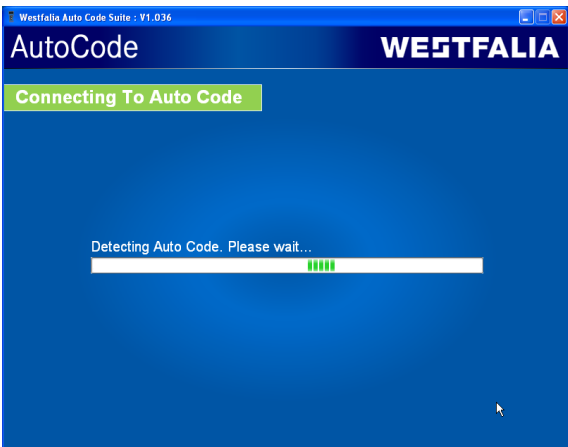 Westfalia Auto Code Suite : V1.036
AutoCode WESTFALIA
Connecting To Auto Code
Detecting Auto Code. Please wait...